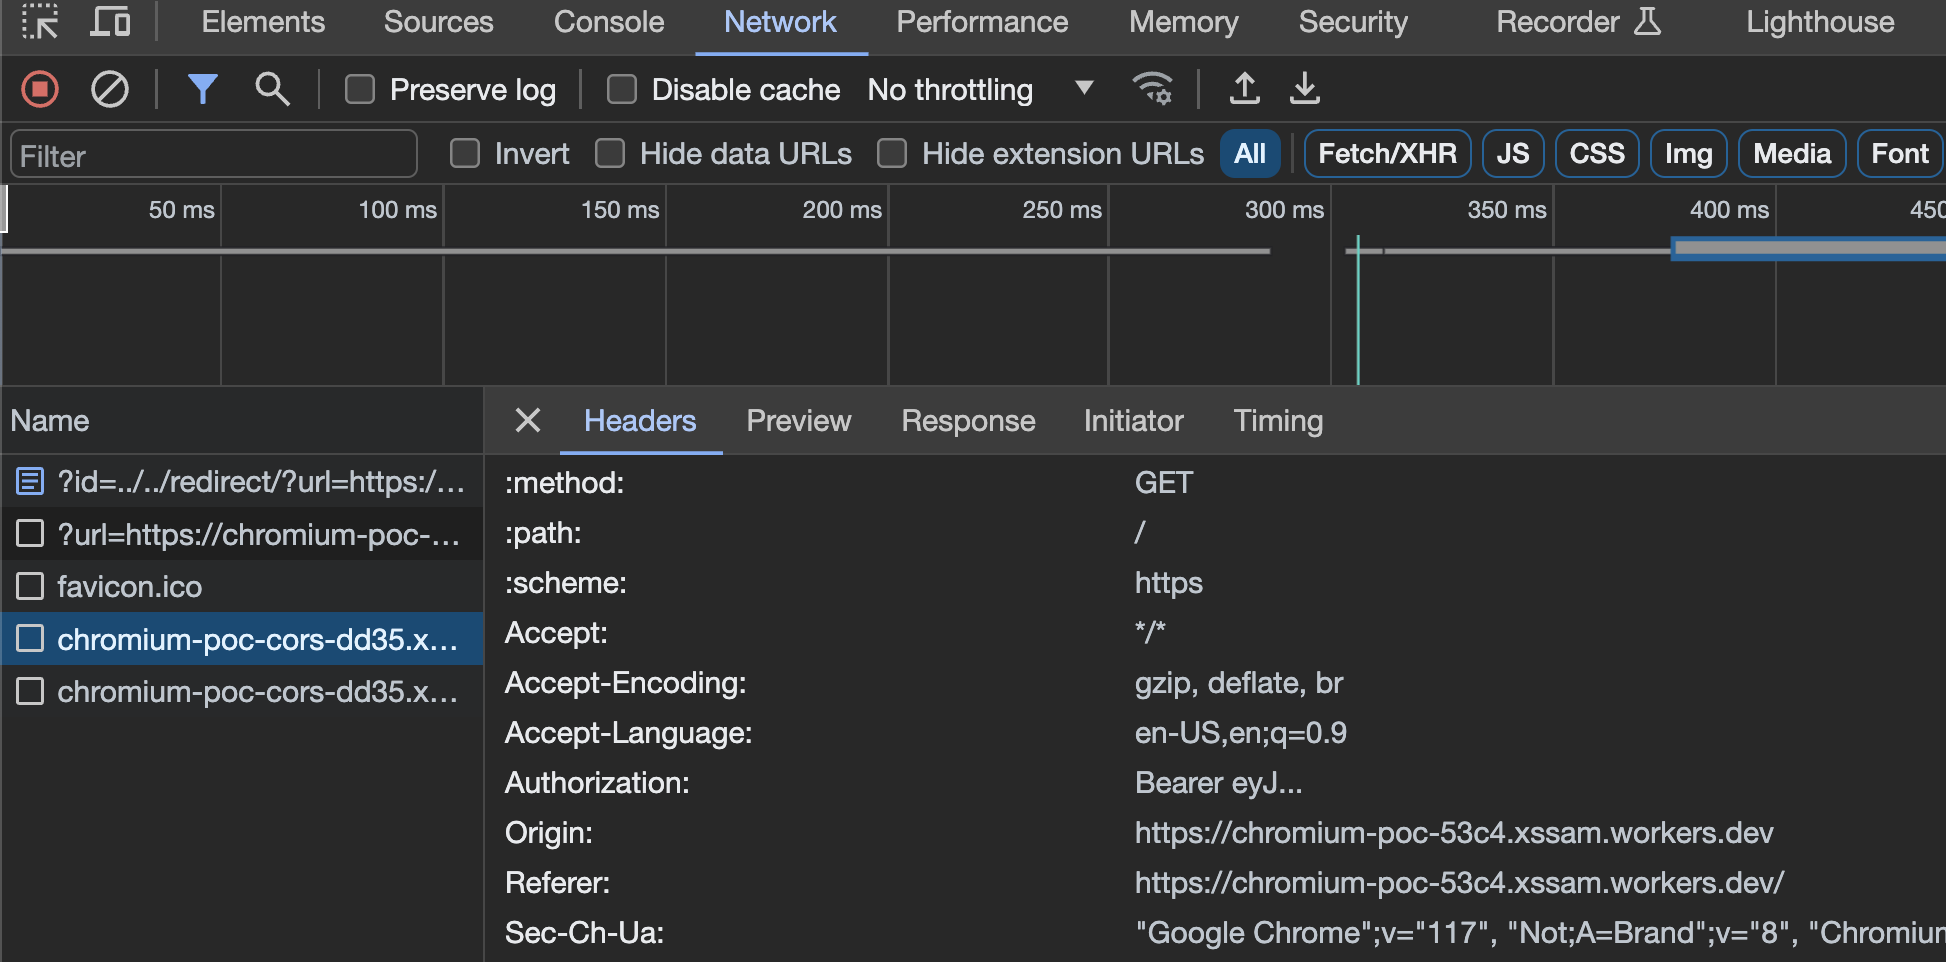 Elements Sources Console Network Performance Memory Security Recorder Lighthouse
Preserve log Disable cache No throttling
Filter Invert Hide data URLs Hide extension URLs All Fetch/XHR JS CSS Img Media Font
50 ms 100 ms 150 ms 200 ms 250 ms 300 ms 350 ms 400 ms 450
Name Headers Preview Response Initiator Timing
?id=../../redirect/?url=https:/…
?url=https://chromium-poc-…
favicon.ico
chromium-poc-cors-dd35.x…
chromium-poc-cors-dd35.x…
:method: GET
:path: /
:scheme: https
Accept: */*
Accept-Encoding: gzip, deflate, br
Accept-Language: en-US,en;q=0.9
Authorization: Bearer eyJ...
Origin: https://chromium-poc-53c4.xssam.workers.dev
Referer: https://chromium-poc-53c4.xssam.workers.dev/
Sec-Ch-Ua: "Google Chrome";v="117", "Not;A=Brand";v="8", "Chromium